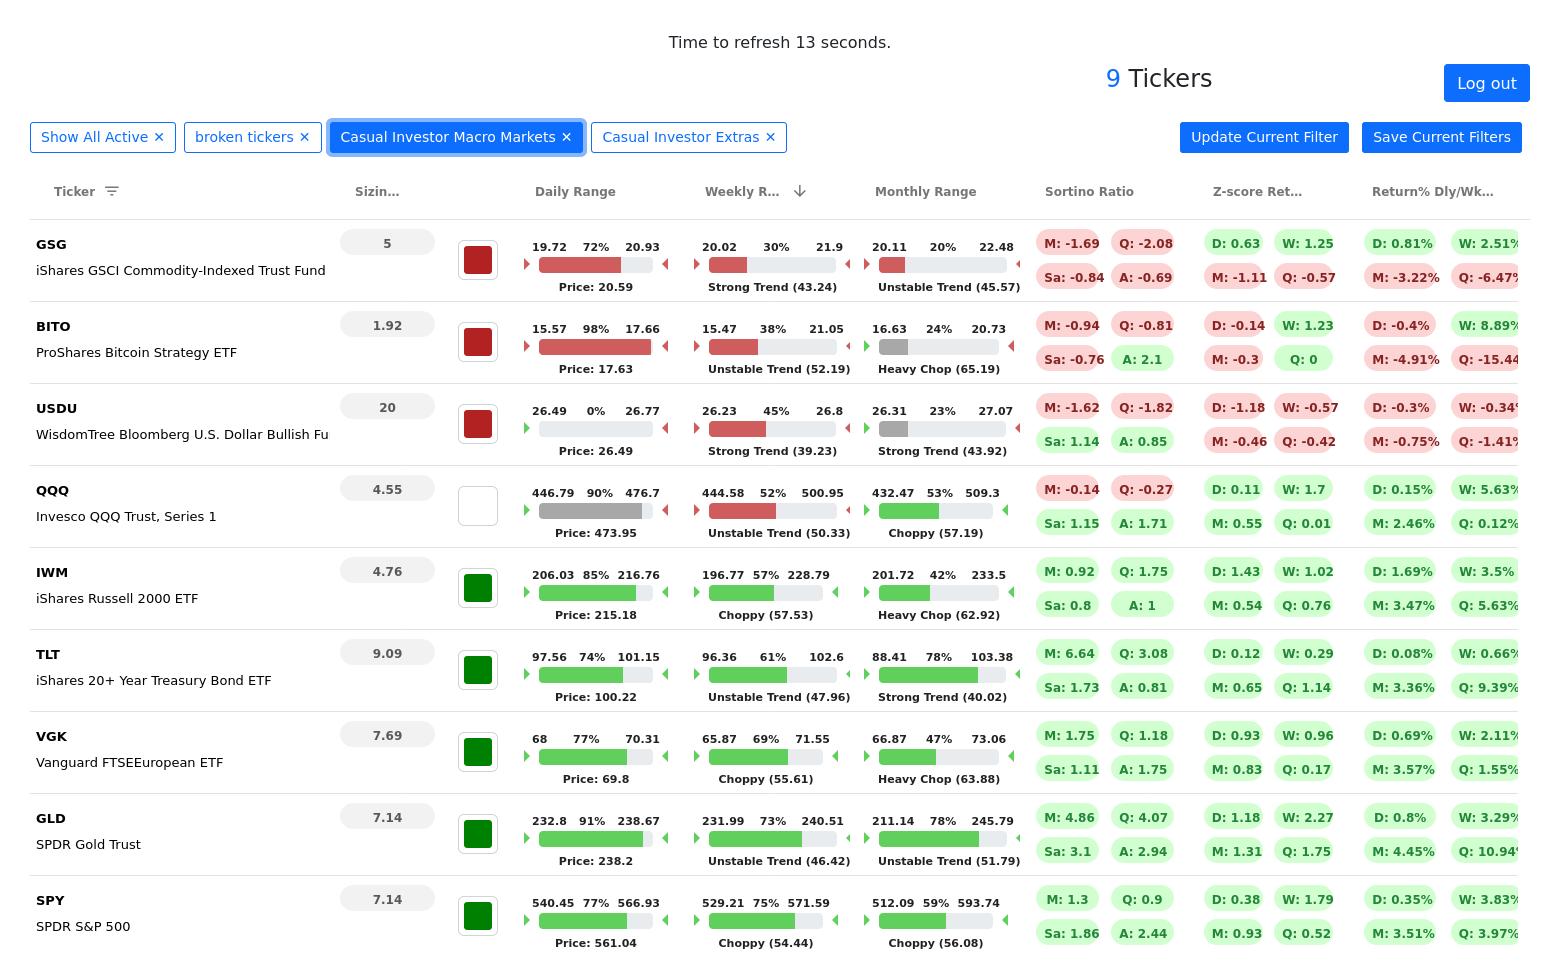 Time to refresh 13 seconds.
9 Tickers
Log out
Show All Active ✕ broken tickers ✕ Casual Investor Macro Markets ✕ Casual Investor Extras ✕ Update Current Filter Save Current Filters
Ticker Sizin... Daily Range Weekly R... Monthly Range Sortino Ratio Z-score Ret... Return% Dly/Wk...
GSG 5 19.72 72% 20.93 20.02 30% 21.9 20.11 20% 22.48 M: -1.69 Q: -2.08 D: 0.63 W: 1.25 D: 0.81% W: 2.51%
iShares GSCI Commodity-Indexed Trust Fund Sa: -0.84 A: -0.69 M: -1.11 Q: -0.57 M: -3.22% Q: -6.47%
Price: 20.59 Strong Trend (43.24) Unstable Trend (45.57)
BITO 1.92 15.57 98% 17.66 15.47 38% 21.05 16.63 24% 20.73 M: -0.94 Q: -0.81 D: -0.14 W: 1.23 D: -0.4% W: 8.89%
ProShares Bitcoin Strategy ETF Sa: -0.76 A: 2.1 M: -0.3 Q: 0 M: -4.91% Q: -15.44
Price: 17.63 Unstable Trend (52.19) Heavy Chop (65.19)
USDU 20 26.49 0% 26.77 26.23 45% 26.8 26.31 23% 27.07 M: -1.62 Q: -1.82 D: -1.18 W: -0.57 D: -0.3% W: -0.34%
WisdomTree Bloomberg U.S. Dollar Bullish Fu Sa: 1.14 A: 0.85 M: -0.46 Q: -0.42 M: -0.75% Q: -1.41%
Price: 26.49 Strong Trend (39.23) Strong Trend (43.92)
QQQ 4.55 446.79 90% 476.7 444.58 52% 500.95 432.47 53% 509.3 M: -0.14 Q: -0.27 D: 0.11 W: 1.7 D: 0.15% W: 5.63%
Invesco QQQ Trust, Series 1 Sa: 1.15 A: 1.71 M: 0.55 Q: 0.01 M: 2.46% Q: 0.12%
Price: 473.95 Unstable Trend (50.33) Choppy (57.19)
IWM 4.76 206.03 85% 216.76 196.77 57% 228.79 201.72 42% 233.5 M: 0.92 Q: 1.75 D: 1.43 W: 1.02 D: 1.69% W: 3.5%
iShares Russell 2000 ETF Sa: 0.8 A: 1 M: 0.54 Q: 0.76 M: 3.47% Q: 5.63%
Price: 215.18 Choppy (57.53) Heavy Chop (62.92)
TLT 9.09 97.56 74% 101.15 96.36 61% 102.6 88.41 78% 103.38 M: 6.64 Q: 3.08 D: 0.12 W: 0.29 D: 0.08% W: 0.66%
iShares 20+ Year Treasury Bond ETF Sa: 1.73 A: 0.81 M: 0.65 Q: 1.14 M: 3.36% Q: 9.39%
Price: 100.22 Unstable Trend (47.96) Strong Trend (40.02)
VGK 7.69 68 77% 70.31 65.87 69% 71.55 66.87 47% 73.06 M: 1.75 Q: 1.18 D: 0.93 W: 0.96 D: 0.69% W: 2.11%
Vanguard FTSEEuropean ETF Sa: 1.11 A: 1.75 M: 0.83 Q: 0.17 M: 3.57% Q: 1.55%
Price: 69.8 Choppy (55.61) Heavy Chop (63.88)
GLD 7.14 232.8 91% 238.67 231.99 73% 240.51 211.14 78% 245.79 M: 4.86 Q: 4.07 D: 1.18 W: 2.27 D: 0.8% W: 3.29%
SPDR Gold Trust Sa: 3.1 A: 2.94 M: 1.31 Q: 1.75 M: 4.45% Q: 10.94%
Price: 238.2 Unstable Trend (46.42) Unstable Trend (51.79)
SPY 7.14 540.45 77% 566.93 529.21 75% 571.59 512.09 59% 593.74 M: 1.3 Q: 0.9 D: 0.38 W: 1.79 D: 0.35% W: 3.83%
SPDR S&P 500 Sa: 1.86 A: 2.44 M: 0.93 Q: 0.52 M: 3.51% Q: 3.97%
Price: 561.04 Choppy (54.44) Choppy (56.08)